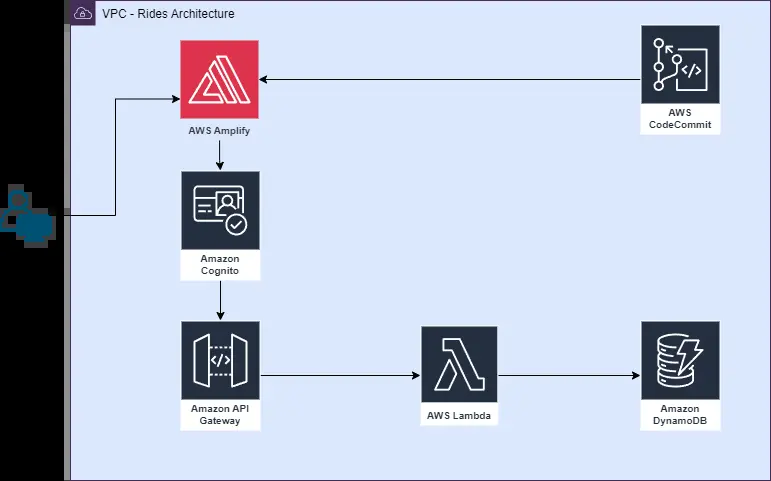 VPC - Rides Architecture
AWS Amplify
AWS
CodeCommit
Amazon
Cognito
Amazon API
Gateway
AWS Lambda
Amazon
DynamoDB